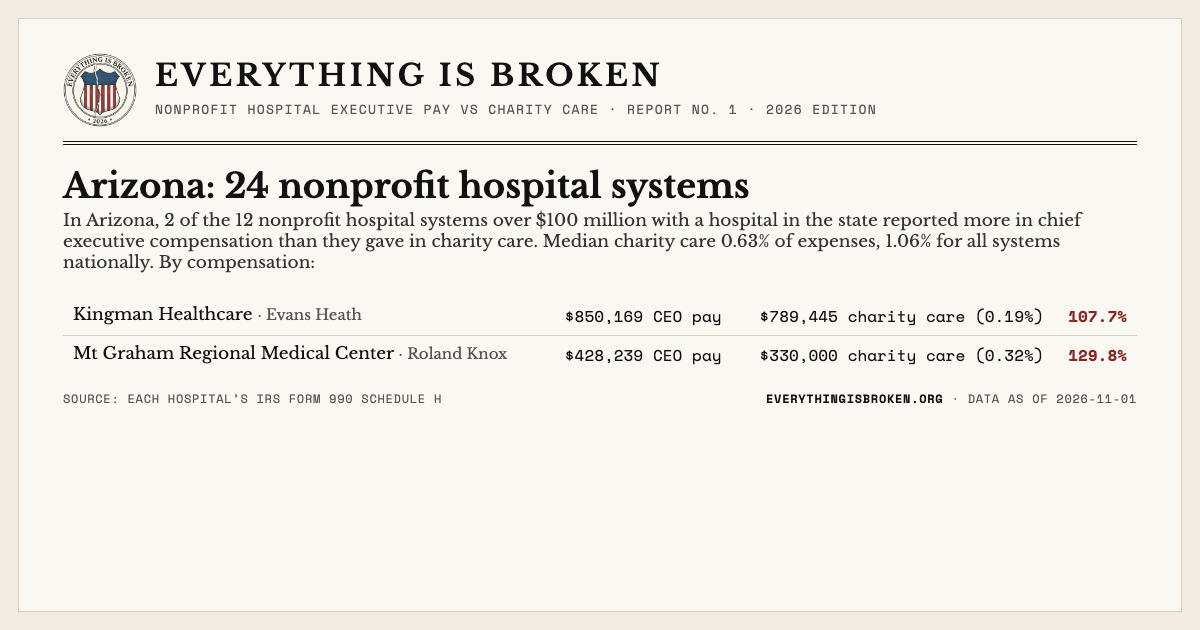 EVERYTHING IS BROKEN
· 2026 ·
EVERYTHING IS BROKEN
NONPROFIT HOSPITAL EXECUTIVE PAY VS CHARITY CARE · REPORT NO. 1 · 2026 EDITION
Arizona: 24 nonprofit hospital systems
In Arizona, 2 of the 12 nonprofit hospital systems over $100 million with a hospital in the state reported more in chief
executive compensation than they gave in charity care. Median charity care 0.63% of expenses, 1.06% for all systems
nationally. By compensation:
Kingman Healthcare · Evans Heath $850,169 CEO pay $789,445 charity care (0.19%) 107.7%
Mt Graham Regional Medical Center · Roland Knox $428,239 CEO pay $330,000 charity care (0.32%) 129.8%
SOURCE: EACH HOSPITAL'S IRS FORM 990 SCHEDULE H EVERYTHINGISBROKEN.ORG · DATA AS OF 2026-11-01